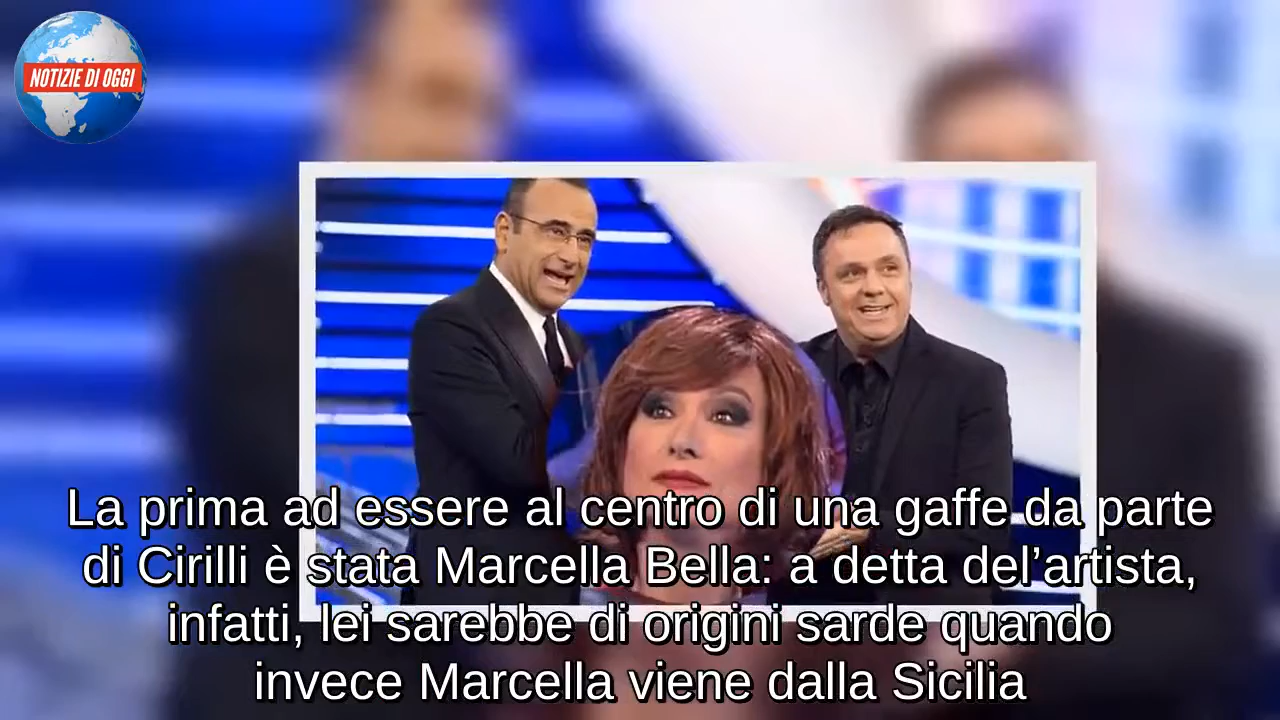 NOTIZIE DI OGGI
La prima ad essere al centro di una gaffe da parte
di Cirilli è stata Marcella Bella: a detta del’artista,
infatti, lei sarebbe di origini sarde quando
invece Marcella viene dalla Sicilia